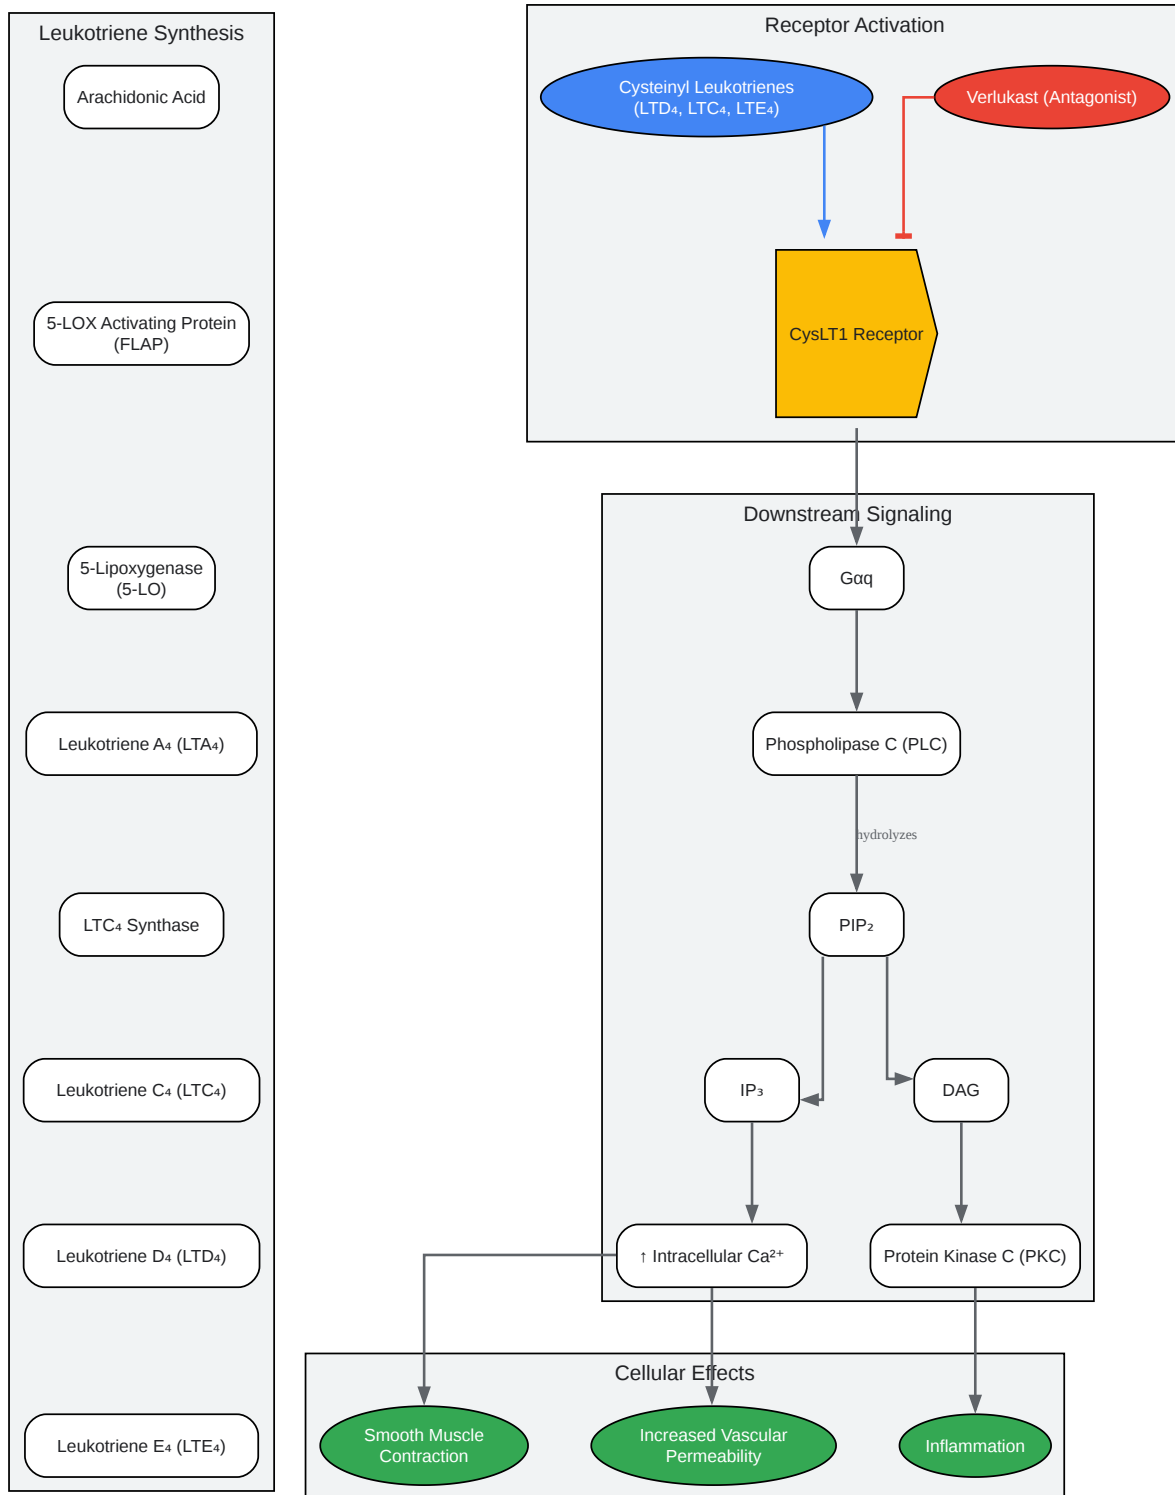 Leukotriene Synthesis
Arachidonic Acid
5-LOX Activating Protein
(FLAP)
5-Lipoxygenase
(5-LO)
Leukotriene A₄ (LTA₄)
LTC₄ Synthase
Leukotriene C₄ (LTC₄)
Leukotriene D₄ (LTD₄)
Leukotriene E₄ (LTE₄)
Receptor Activation
Cysteinyl Leukotrienes
(LTD₄, LTC₄, LTE₄)
Verlukast (Antagonist)
CysLT1 Receptor
Downstream Signaling
Gαq
Phospholipase C (PLC)
hydrolyzes
PIP₂
IP₃
DAG
↑ Intracellular Ca²⁺
Protein Kinase C (PKC)
Cellular Effects
Smooth Muscle
Contraction
Increased Vascular
Permeability
Inflammation